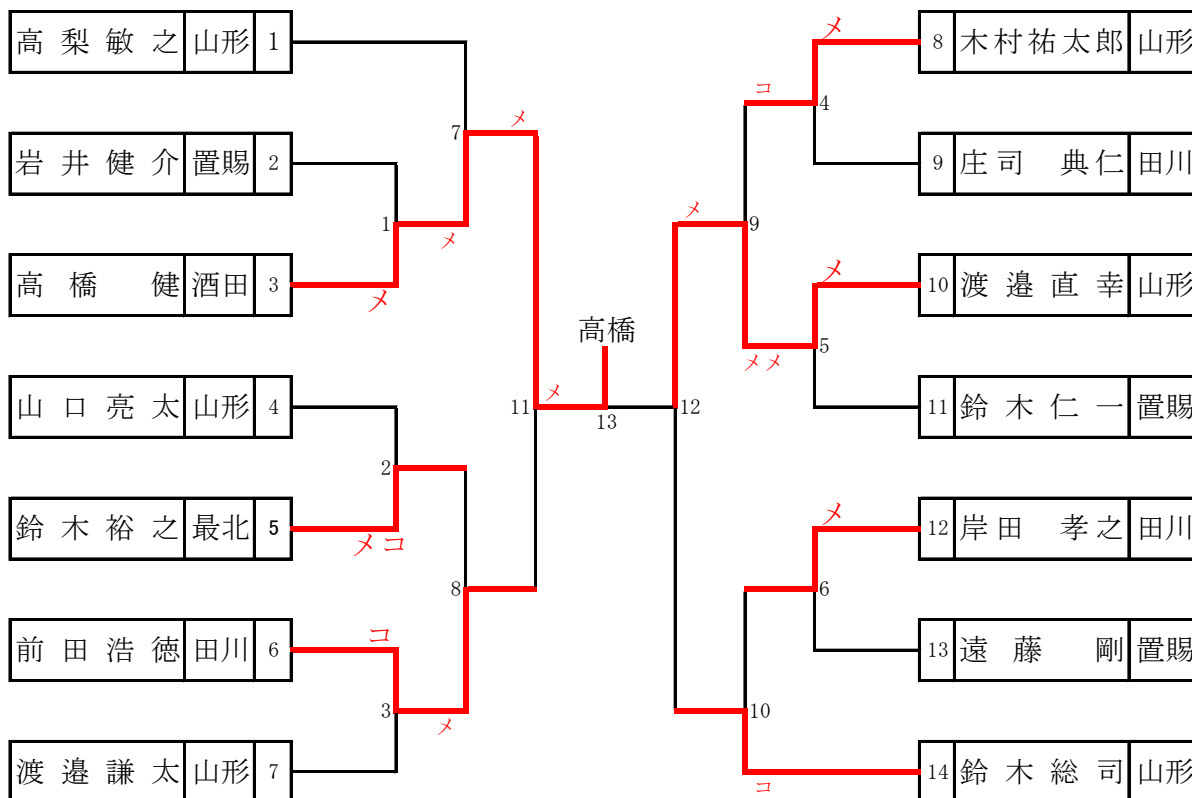 高梨敏之 山形 1
岩井健介 置賜 2
高橋 健 酒田 3
山口亮太 山形 4
鈴木裕之 最北 5
前田浩徳 田川 6
渡邉謙太 山形 7
7
メ
1
メ
メ
2
メコ
8
コ
3
メ
11
メ
高橋
13
12
メ
コ
メ
4
9
メ
メメ
5
メ
6
10
コ
8 木村祐太郎 山形
9 庄司 典仁 田川
10 渡邉直幸 山形
11 鈴木仁一 置賜
12 岸田 孝之 田川
13 遠藤 剛 置賜
14 鈴木総司 山形